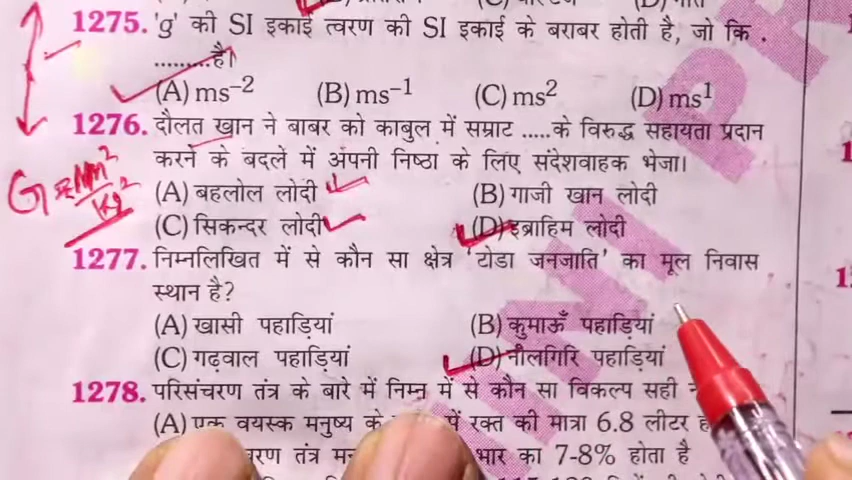 1275. 'g' की SI इकाई त्वरण की SI इकाई के बराबर होती है, जो कि .
.........है।
(A) ms⁻² (B) ms⁻¹ (C) ms² (D) ms¹
1276. दौलत खान ने बाबर को काबुल में सम्राट .....के विरुद्ध सहायता प्रदान
करने के बदले में अपनी निष्ठा के लिए संदेशवाहक भेजा।
(A) बहलोल लोदी (B) गाजी खान लोदी
(C) सिकन्दर लोदी (D) इब्राहिम लोदी
1277. निम्नलिखित में से कौन सा क्षेत्र 'टोडा जनजाति' का मूल निवास
स्थान है?
(A) खासी पहाड़ियां (B) कुमाऊँ पहाड़ियां
(C) गढ़वाल पहाड़ियां (D) नीलगिरि पहाड़ियां
1278. परिसंचरण तंत्र के बारे में निम्न में से कौन सा विकल्प सही
(A) एक वयस्क मनुष्य के में रक्त की मात्रा 6.8 लीटर
तंत्र भार का 7-8% होता है